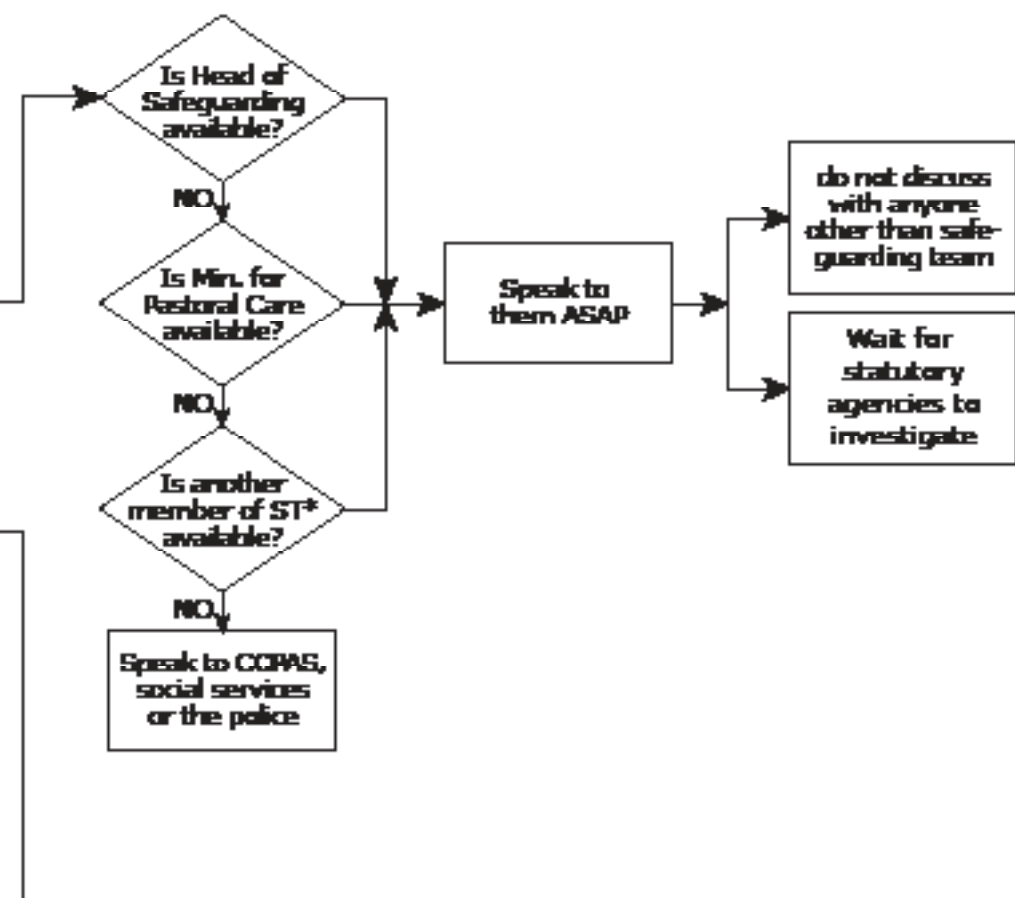 Is Head of
Safeguarding
available?
NO
Is Min. for
Pastoral Care
available?
NO
Is another
member of ST*
available?
NO
Speak to CCPAS,
social services
or the police
Speak to
them ASAP
do not discuss
with anyone
other than safe-
guarding team
Wait for
statutory
agencies to
investigate